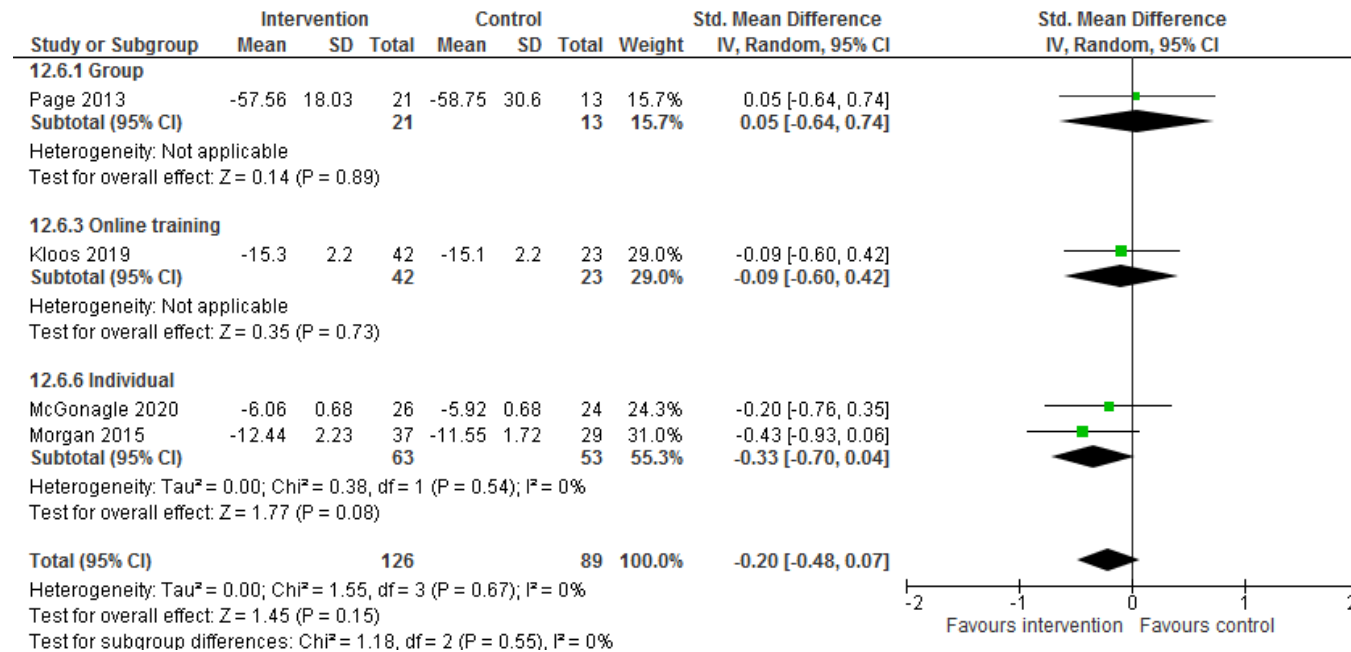 Intervention Control Std. Mean Difference Std. Mean Difference
Study or Subgroup Mean SD Total Mean SD Total Weight IV, Random, 95% CI IV, Random, 95% CI
12.6.1 Group
Page 2013 -57.56 18.03 21 -58.75 30.6 13 15.7% 0.05 [-0.64, 0.74]
Subtotal (95% CI) 21 13 15.7% 0.05 [-0.64, 0.74]
Heterogeneity: Not applicable
Test for overall effect: Z = 0.14 (P = 0.89)
12.6.3 Online training
Kloos 2019 -15.3 2.2 42 -15.1 2.2 23 29.0% -0.09 [-0.60, 0.42]
Subtotal (95% CI) 42 23 29.0% -0.09 [-0.60, 0.42]
Heterogeneity: Not applicable
Test for overall effect: Z = 0.35 (P = 0.73)
12.6.6 Individual
McGonagle 2020 -6.06 0.68 26 -5.92 0.68 24 24.3% -0.20 [-0.76, 0.35]
Morgan 2015 -12.44 2.23 37 -11.55 1.72 29 31.0% -0.43 [-0.93, 0.06]
Subtotal (95% CI) 63 53 55.3% -0.33 [-0.70, 0.04]
Heterogeneity: Tau² = 0.00; Chi² = 0.38, df = 1 (P = 0.54); I² = 0%
Test for overall effect: Z = 1.77 (P = 0.08)
Total (95% CI) 126 89 100.0% -0.20 [-0.48, 0.07]
Heterogeneity: Tau² = 0.00; Chi² = 1.55, df = 3 (P = 0.67); I² = 0%
Test for overall effect: Z = 1.45 (P = 0.15)
Test for subgroup differences: Chi² = 1.18, df = 2 (P = 0.55), I² = 0%
-2 -1 0 1 2
Favours intervention Favours control